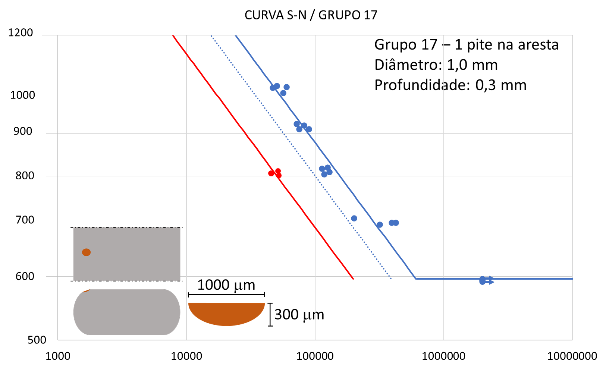 CURVA S-N / GRUPO 17
1200
Grupo 17 – 1 pite na aresta
Diâmetro: 1,0 mm
Profundidade: 0,3 mm
1000
900
800
700
600
500
1000 µm
300 µm
1000
10000
100000
1000000
10000000